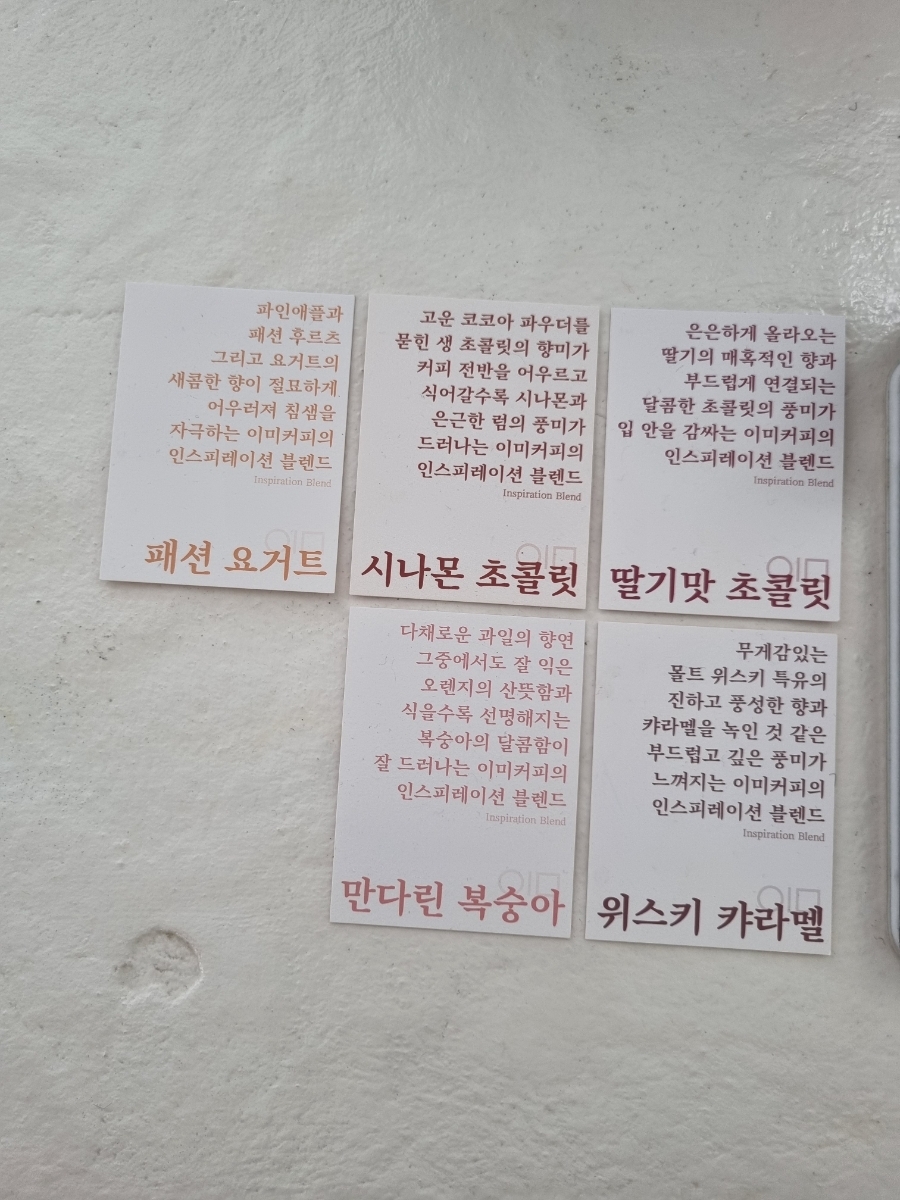 파인애플과
패션 후르츠
그리고 요거트의
새콤한 향이 절묘하게
어우러져 침샘을
자극하는 이미커피의
인스피레이션 블렌드
Inspiration Blend
이미
패션 요거트
고운 코코아 파우더를
묻힌 생 초콜릿의 향미가
커피 전반을 어우르고
식어갈수록 시나몬과
은근한 럼의 풍미가
드러나는 이미커피의
인스피레이션 블렌드
Inspiration Blend
이미
시나몬 초콜릿
은은하게 올라오는
딸기의 매혹적인 향과
부드럽게 연결되는
달콤한 초콜릿의 풍미가
입 안을 감싸는 이미커피의
인스피레이션 블렌드
Inspiration Blend
이미
딸기맛 초콜릿
다채로운 과일의 향연
그중에서도 잘 익은
오렌지의 산뜻함과
식을수록 선명해지는
복숭아의 달콤함이
잘 드러나는 이미커피의
인스피레이션 블렌드
Inspiration Blend
이미
만다린 복숭아
무게감있는
몰트 위스키 특유의
진하고 풍성한 향과
캬라멜을 녹인 것 같은
부드럽고 깊은 풍미가
느껴지는 이미커피의
인스피레이션 블렌드
Inspiration Blend
이미
위스키 캬라멜